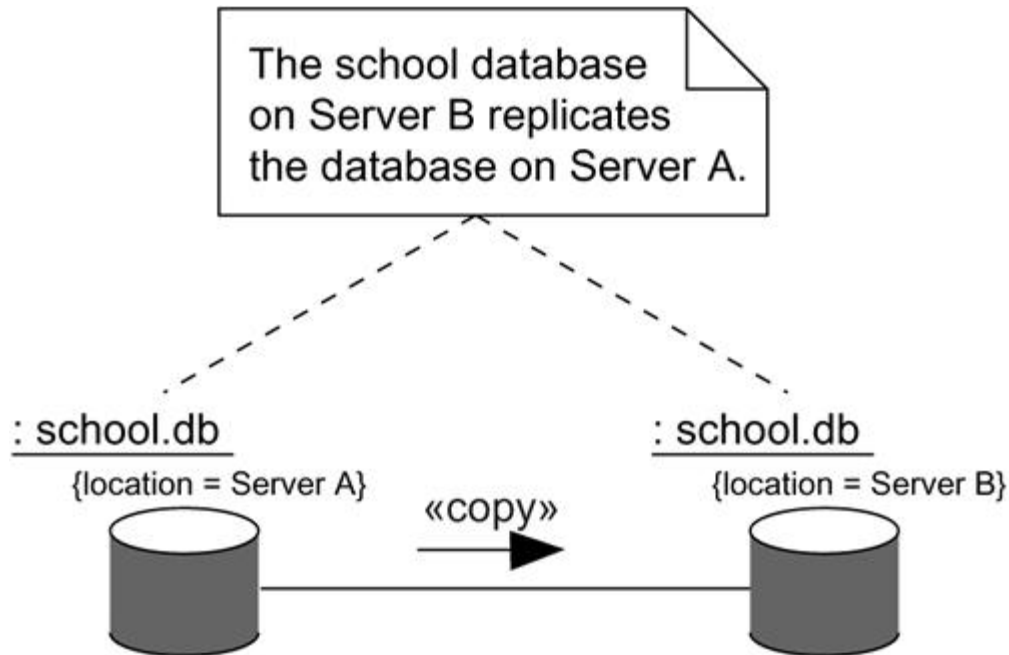 The school database
on Server B replicates
the database on Server A.
: school.db
{location = Server A}
: school.db
{location = Server B}
«copy»